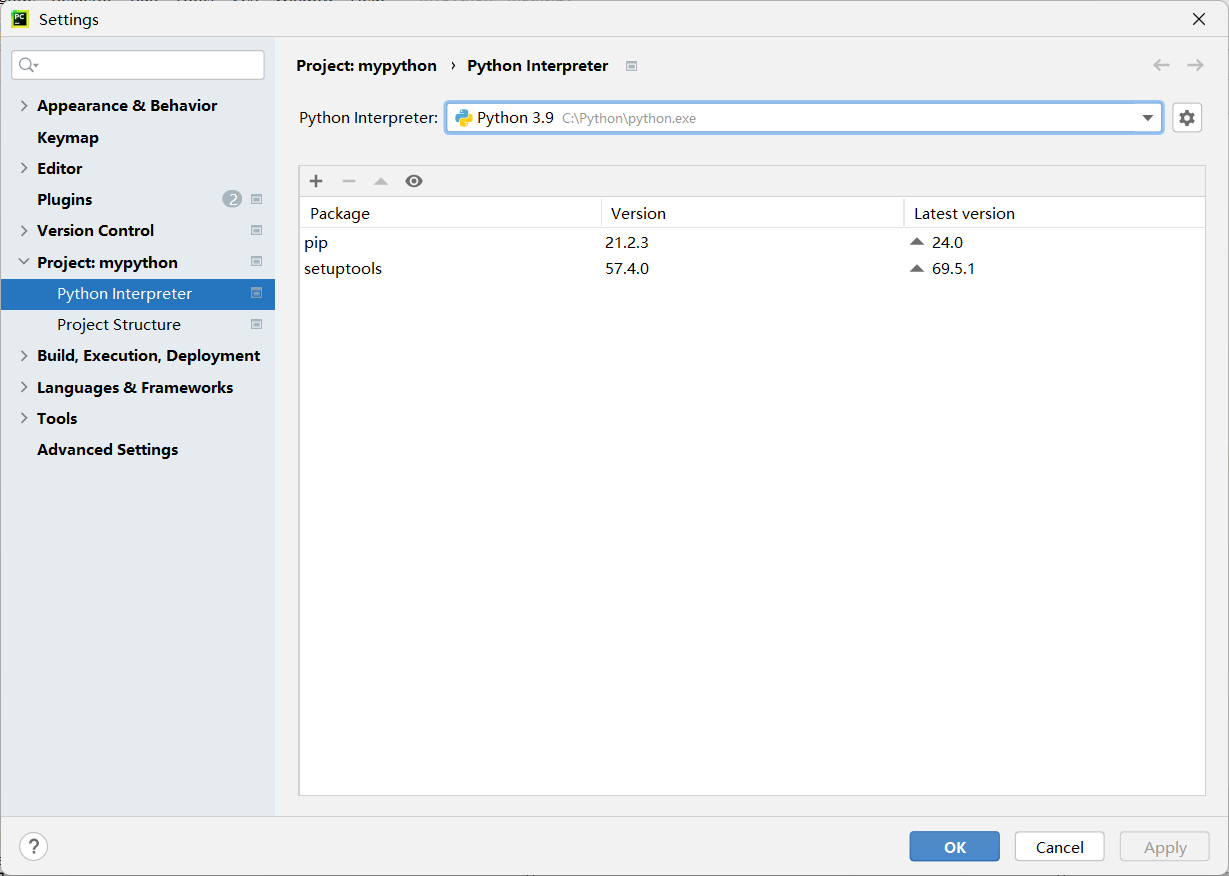 PC Settings
Project: mypython › Python Interpreter
Appearance & Behavior
Keymap
Editor
Plugins 2
Version Control
Project: mypython
Python Interpreter
Project Structure
Build, Execution, Deployment
Languages & Frameworks
Tools
Advanced Settings
Python Interpreter: Python 3.9 C:\Python\python.exe
Package Version Latest version
pip 21.2.3 24.0
setuptools 57.4.0 69.5.1
? OK Cancel Apply